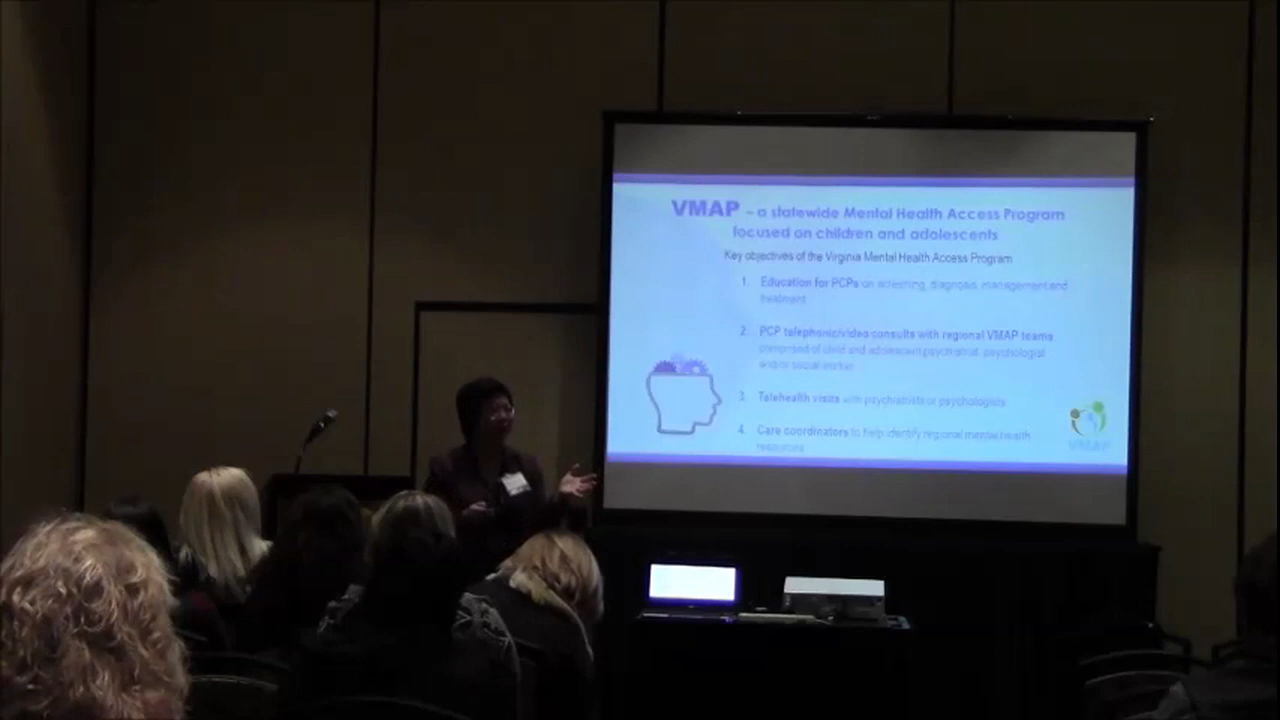 VMAP – a statewide Mental Health Access Program
focused on children and adolescents
Key objectives of the Virginia Mental Health Access Program
1. Education for PCPs on screening, diagnosis, management and
treatment
2. PCP telephonic/video consults with regional VMAP teams
comprised of child and adolescent psychiatrist, psychologist
and/or social worker
3. Telehealth visits with psychiatrists or psychologists
4. Care coordinators to help identify regional mental health
resources
VMAP